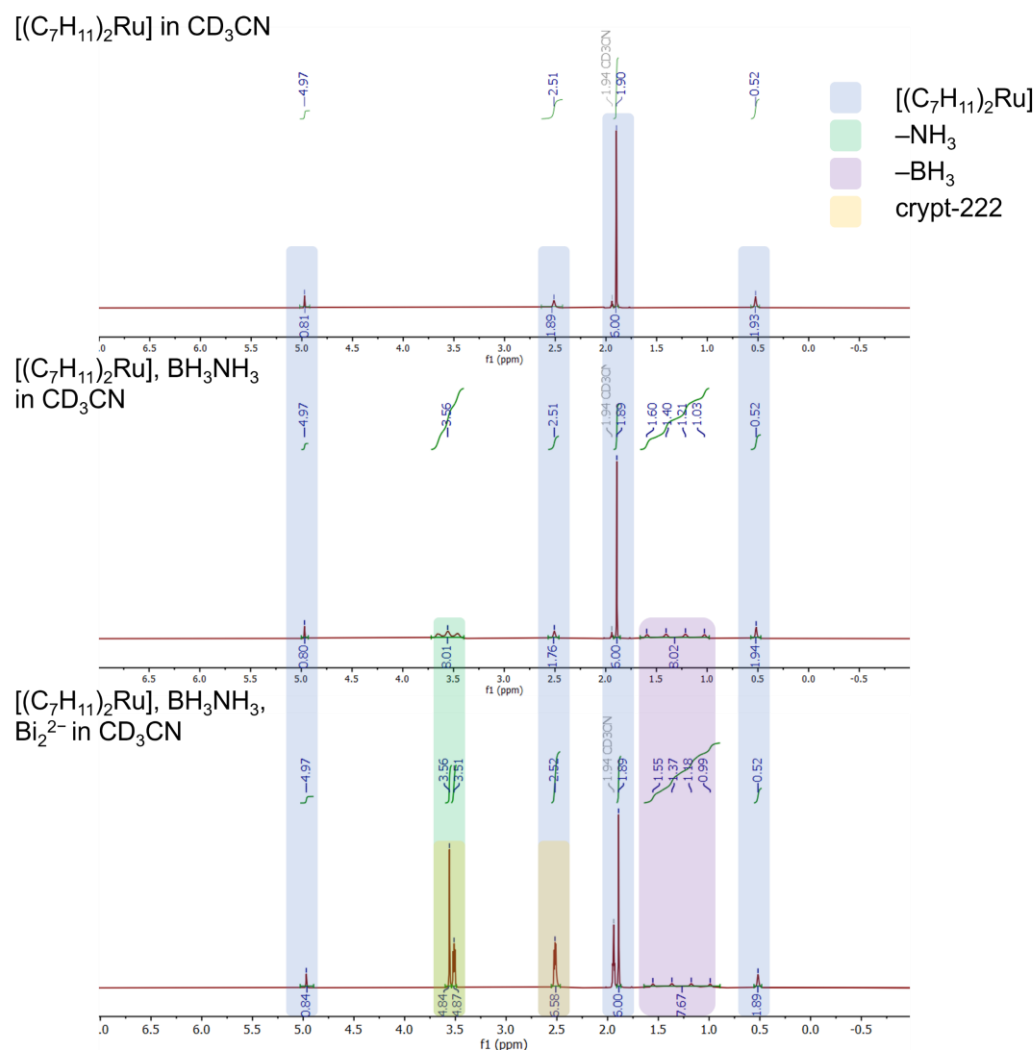 [(C₇H₁₁)₂Ru] in CD₃CN
4.97
2.51
1.94 CD3CN
1.90
0.52
[(C₇H₁₁)₂Ru]
–NH₃
–BH₃
crypt-222
0.81
1.89
6.00
1.93
6.5 6.0 5.5 5.0 4.5 4.0 3.5 3.0 2.5 2.0 1.5 1.0 0.5 0.0 -0.5
f1 (ppm)
[(C₇H₁₁)₂Ru], BH₃NH₃
in CD₃CN
4.97
3.56
2.51
1.94 CD3CN
1.89
1.60
1.40
1.21
1.03
0.52
0.80
1.76
6.00
1.94
6.5 6.0 5.5 5.0 4.5 4.0 3.5 3.0 2.5 2.0 1.5 1.0 0.5 0.0 -0.5
f1 (ppm)
[(C₇H₁₁)₂Ru], BH₃NH₃,
Bi₂²⁻ in CD₃CN
4.97
3.56
3.51
2.52
1.94 CD3CN
1.89
1.55
1.37
1.18
0.99
0.52
0.84
4.84
4.87
6.00
7.67
1.89
6.5 6.0 5.5 5.0 4.5 4.0 3.5 3.0 2.5 2.0 1.5 1.0 0.5 0.0 -0.5
f1 (ppm)